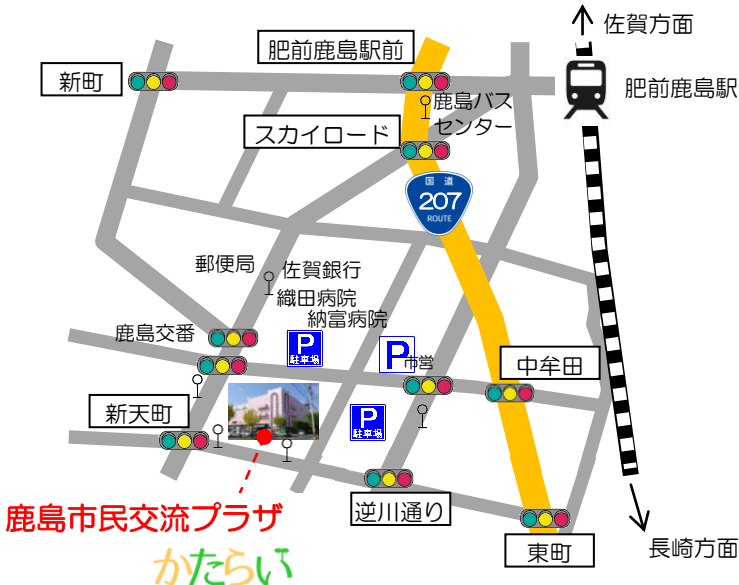 佐賀方面
肥前鹿島駅前
新町
肥前鹿島駅
鹿島バス
センター
スカイロード
国道
207
ROUTE
郵便局
佐賀銀行
織田病院
納富病院
鹿島交番
P
駐車場
P
市営
中牟田
新天町
P
駐車場
逆川通り
鹿島市民交流プラザ
かたらい
東町
長崎方面